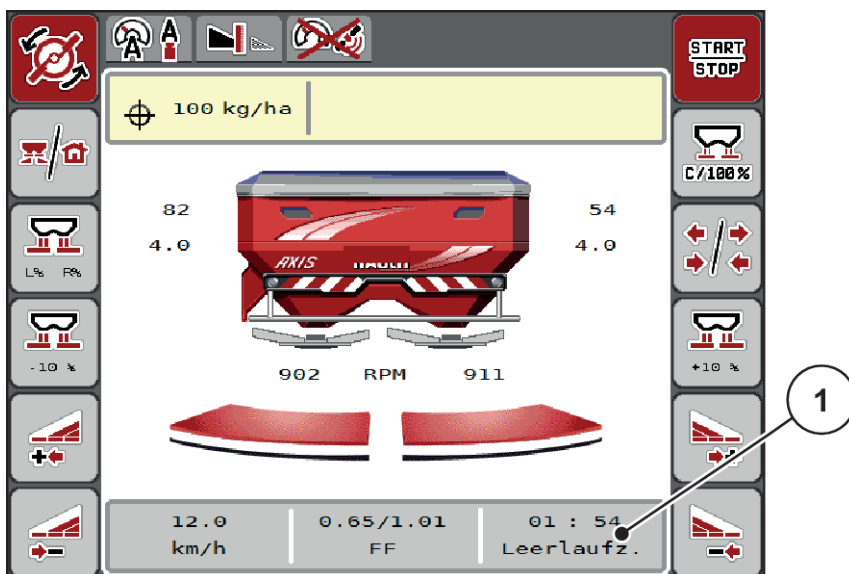 A A
START
STOP
100 kg/ha
C/100%
82 54
4.0 4.0
AXIS RAUCH
L% R%
-10 % +10 %
902 RPM 911
1
12.0 0.65/1.01 01 : 54
km/h FF Leerlaufz.